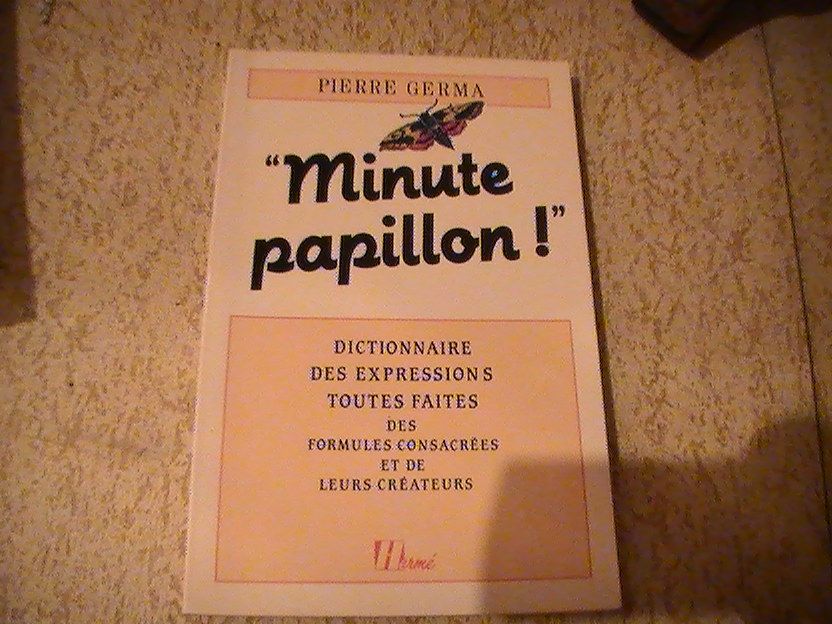 PIERRE GERMA
"Minute
papillon !"
DICTIONNAIRE
DES EXPRESSIONS
TOUTES FAITES
DES
FORMULES CONSACRÉES
ET DE
LEURS CRÉATEURS
Hermé